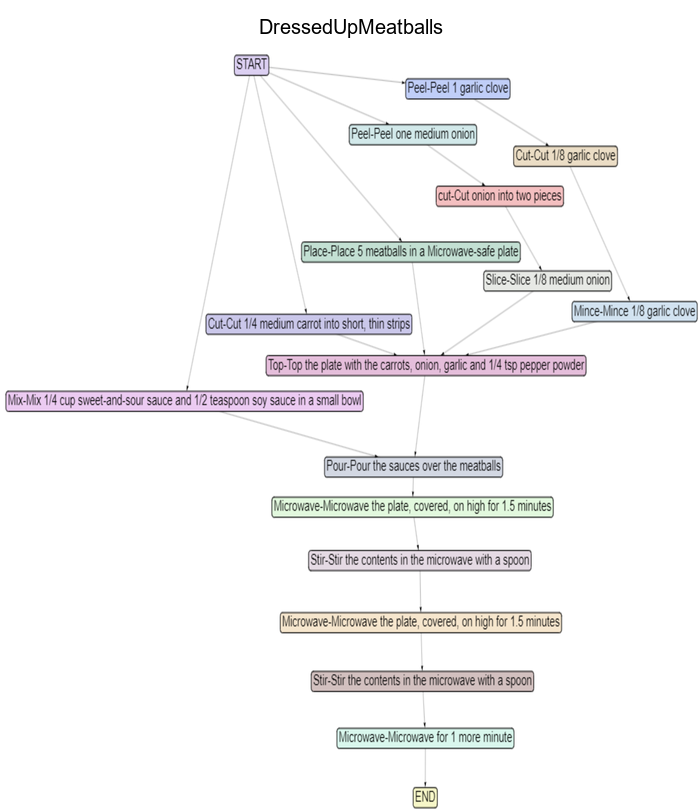 DressedUpMeatballs
START
Peel-Peel 1 garlic clove
Peel-Peel one medium onion
Cut-Cut 1/8 garlic clove
cut-Cut onion into two pieces
Place-Place 5 meatballs in a Microwave-safe plate
Slice-Slice 1/8 medium onion
Mince-Mince 1/8 garlic clove
Cut-Cut 1/4 medium carrot into short, thin strips
Top-Top the plate with the carrots, onion, garlic and 1/4 tsp pepper powder
Mix-Mix 1/4 cup sweet-and-sour sauce and 1/2 teaspoon soy sauce in a small bowl
Pour-Pour the sauces over the meatballs
Microwave-Microwave the plate, covered, on high for 1.5 minutes
Stir-Stir the contents in the microwave with a spoon
Microwave-Microwave the plate, covered, on high for 1.5 minutes
Stir-Stir the contents in the microwave with a spoon
Microwave-Microwave for 1 more minute
END